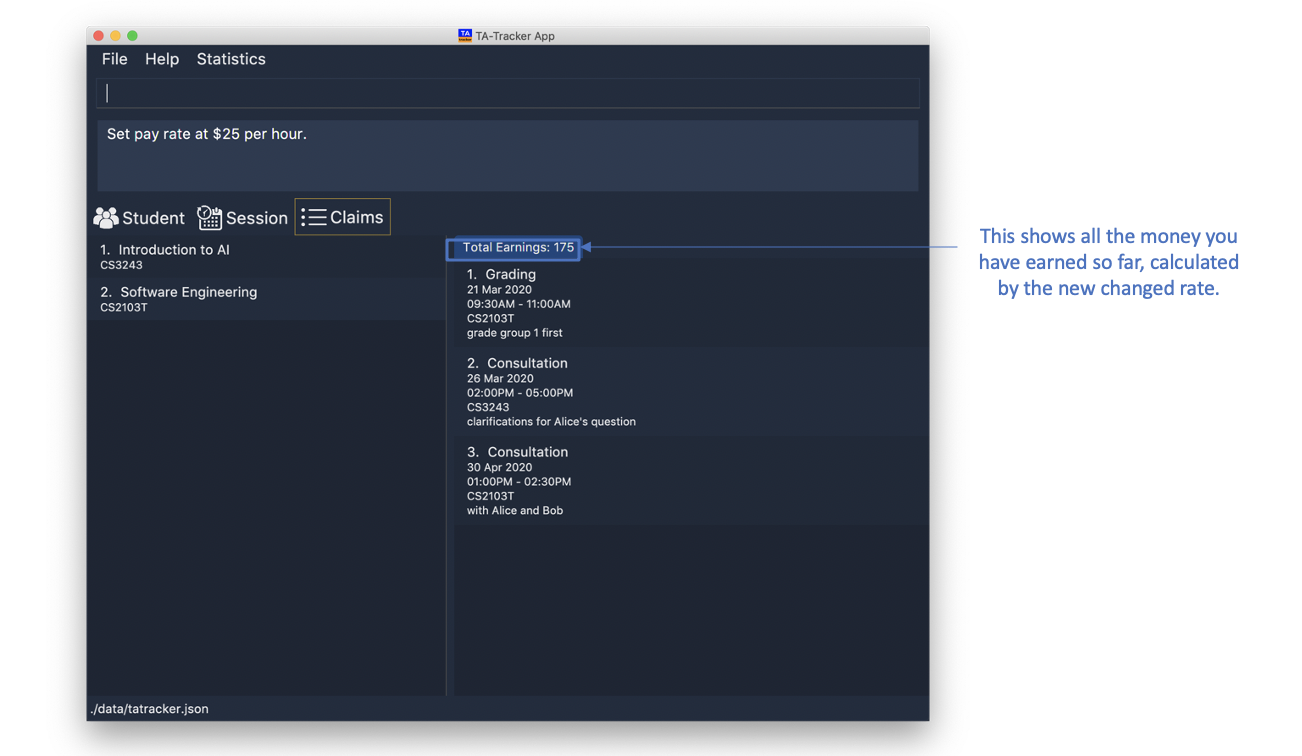 TA TA-Tracker App
File Help Statistics
Set pay rate at $25 per hour.
Student Session Claims
1. Introduction to AI
CS3243
2. Software Engineering
CS2103T
Total Earnings: 175
1. Grading
21 Mar 2020
09:30AM - 11:00AM
CS2103T
grade group 1 first
2. Consultation
26 Mar 2020
02:00PM - 05:00PM
CS3243
clarifications for Alice's question
3. Consultation
30 Apr 2020
01:00PM - 02:30PM
CS2103T
with Alice and Bob
This shows all the money you
have earned so far, calculated
by the new changed rate.
./data/tatracker.json